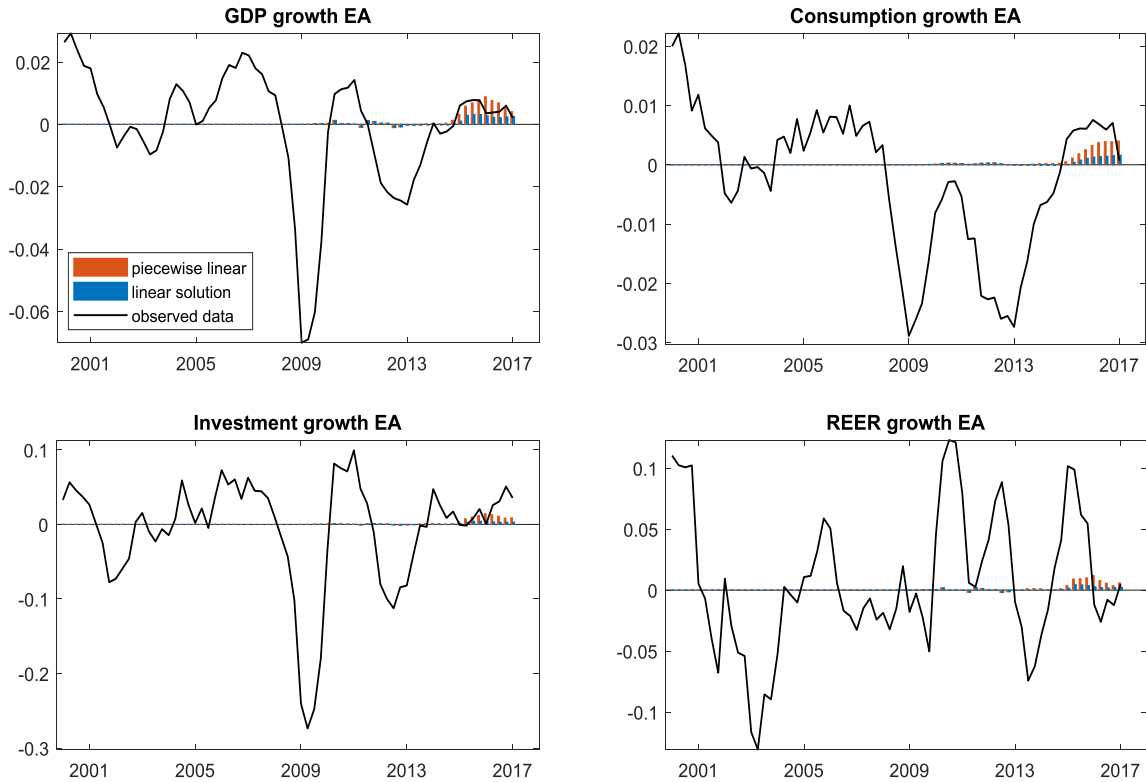 GDP growth EA
0.02
0
-0.02
-0.04
-0.06
piecewise linear
linear solution
observed data
2001 2005 2009 2013 2017
Consumption growth EA
0.02
0.01
0
-0.01
-0.02
-0.03
2001 2005 2009 2013 2017
Investment growth EA
0.1
0
-0.1
-0.2
-0.3
2001 2005 2009 2013 2017
REER growth EA
0.1
0.05
0
-0.05
-0.1
2001 2005 2009 2013 2017